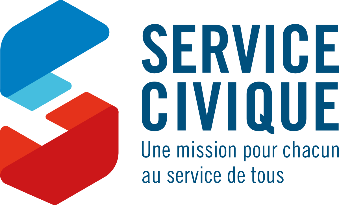 SERVICE
CIVIQUE
Une mission pour chacun
au service de tous